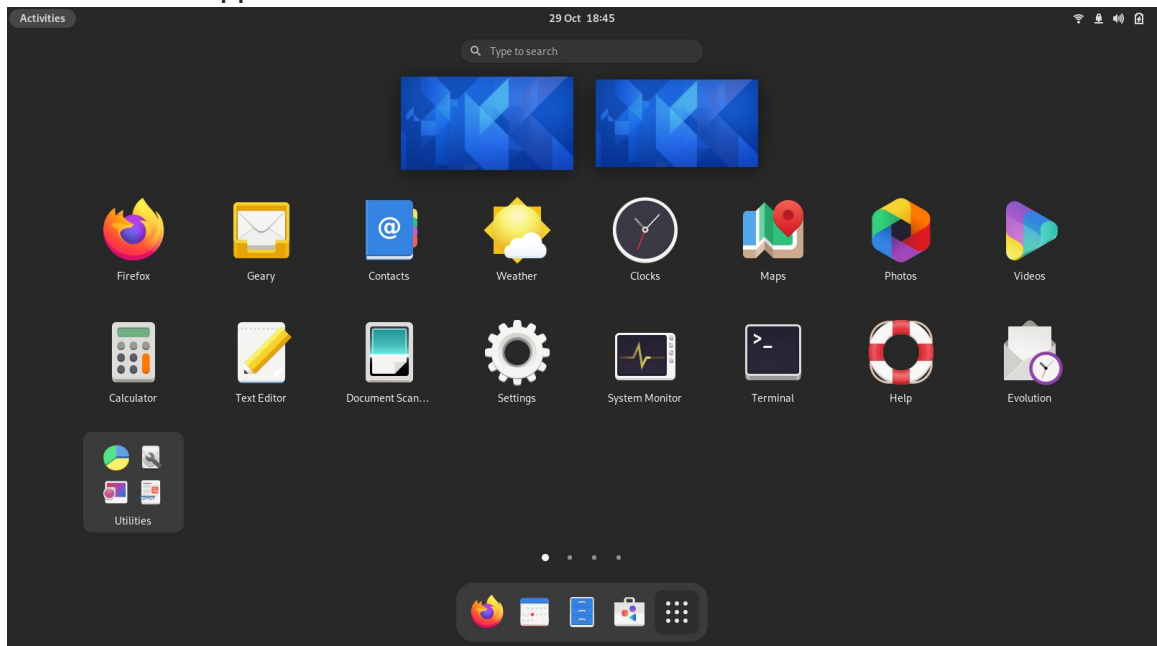 Activities
29 Oct 18:45
Type to search
Firefox
Geary
Contacts
Weather
Clocks
Maps
Photos
Videos
Calculator
Text Editor
Document Scan...
Settings
System Monitor
Terminal
Help
Evolution
Utilities